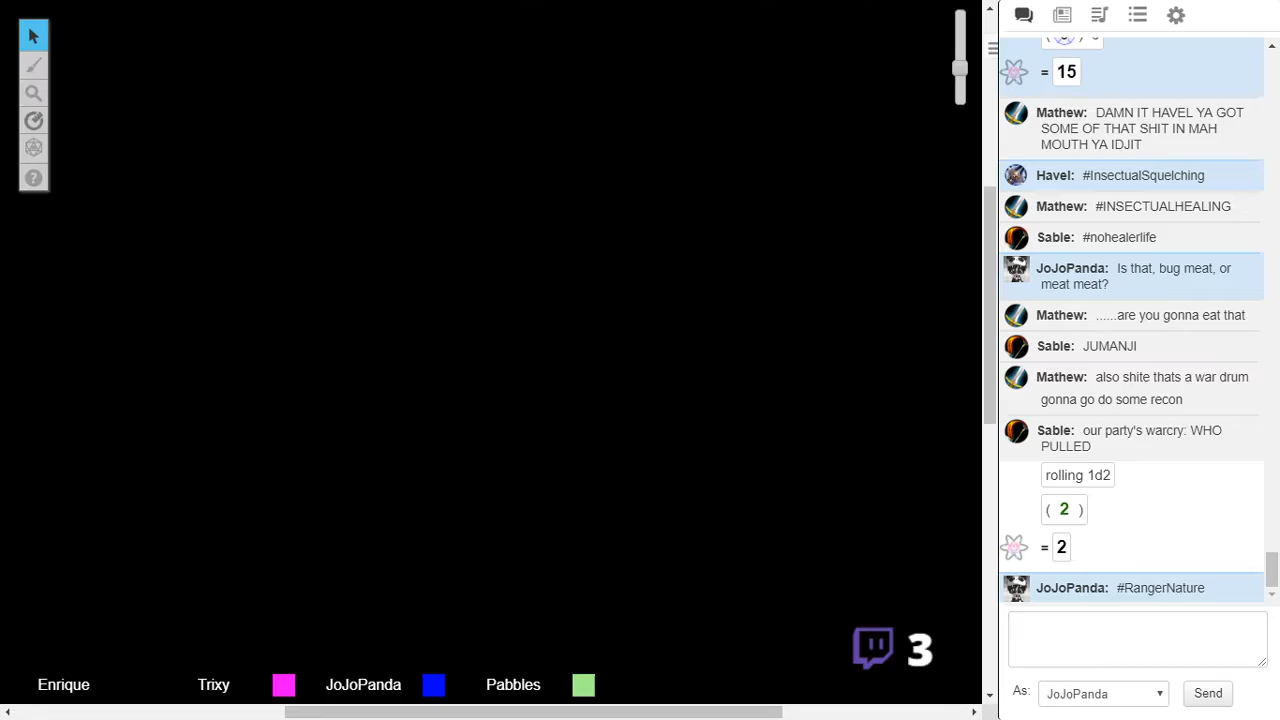 = 15
Mathew: DAMN IT HAVEL YA GOT
SOME OF THAT SHIT IN MAH
MOUTH YA IDJIT
Havel: #InsectualSquelching
Mathew: #INSECTUALHEALING
Sable: #nohealerlife
JoJoPanda: Is that, bug meat, or
meat meat?
Mathew: ......are you gonna eat that
Sable: JUMANJI
Mathew: also shite thats a war drum
gonna go do some recon
Sable: our party's warcry: WHO
PULLED
rolling 1d2
( 2 )
= 2
JoJoPanda: #RangerNature
3
Enrique Trixy JoJoPanda Pabbles
As: JoJoPanda Send